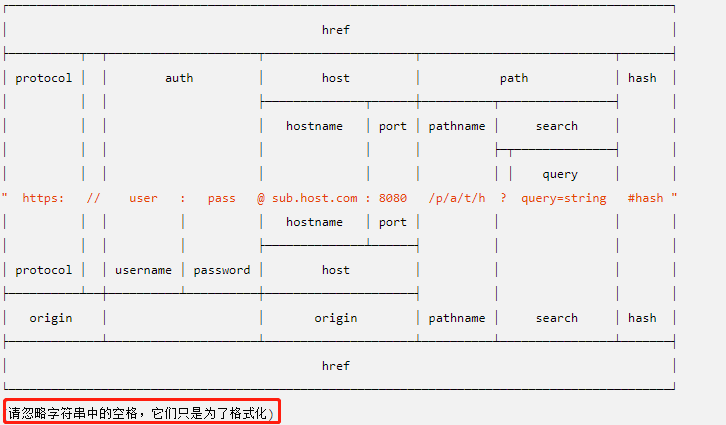 href
protocol auth host path hash
hostname port pathname search
query
" https: // user : pass @ sub.host.com : 8080 /p/a/t/h ? query=string #hash "
hostname port
protocol username password host
origin origin pathname search hash
href
请忽略字符串中的空格，它们只是为了格式化)